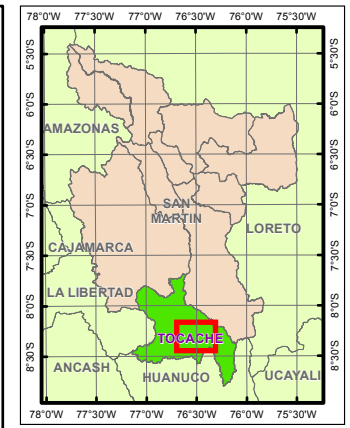 78°0'W 77°30'W 77°0'W 76°30'W 76°0'W 75°30'W
5°30'S 5°30'S
6°0'S 6°0'S
AMAZONAS
6°30'S 6°30'S
7°0'S 7°0'S
SAN
MARTIN
LORETO
CAJAMARCA
7°30'S 7°30'S
LA LIBERTAD
8°0'S 8°0'S
TOCACHE
8°30'S 8°30'S
ANCASH
HUANUCO
UCAYALI
78°0'W 77°30'W 77°0'W 76°30'W 76°0'W 75°30'W